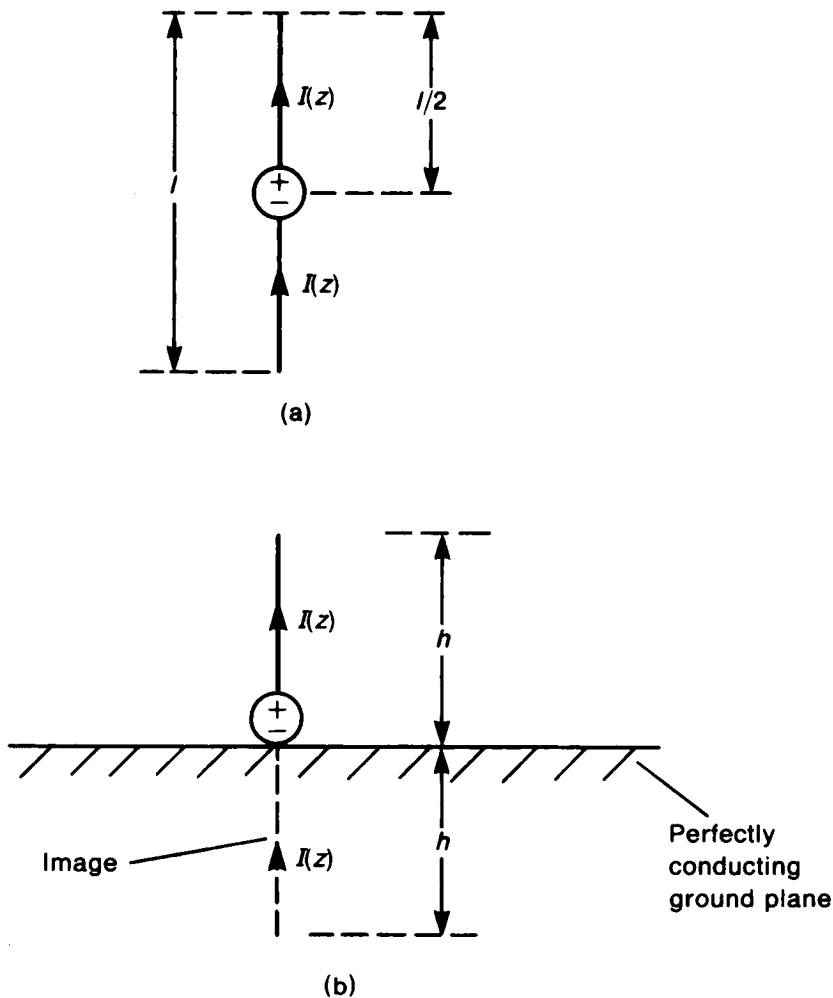 I(z)
l/2
+
−
l
I(z)
(a)
I(z)
h
+
−
Image
I(z)
h
Perfectly
conducting
ground plane
(b)